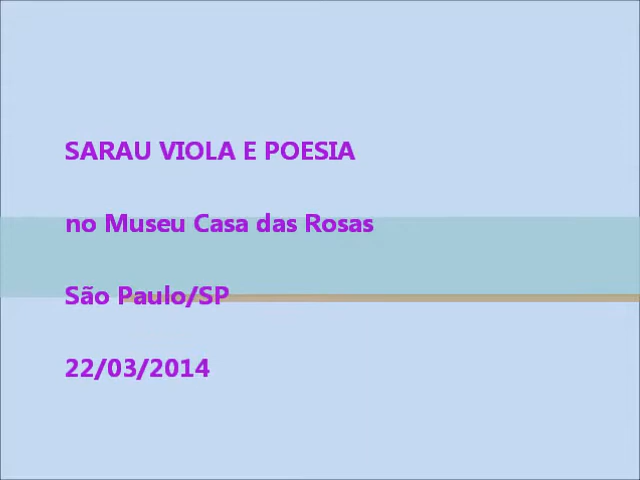 SARAU VIOLA E POESIA
no Museu Casa das Rosas
São Paulo/SP
22/03/2014